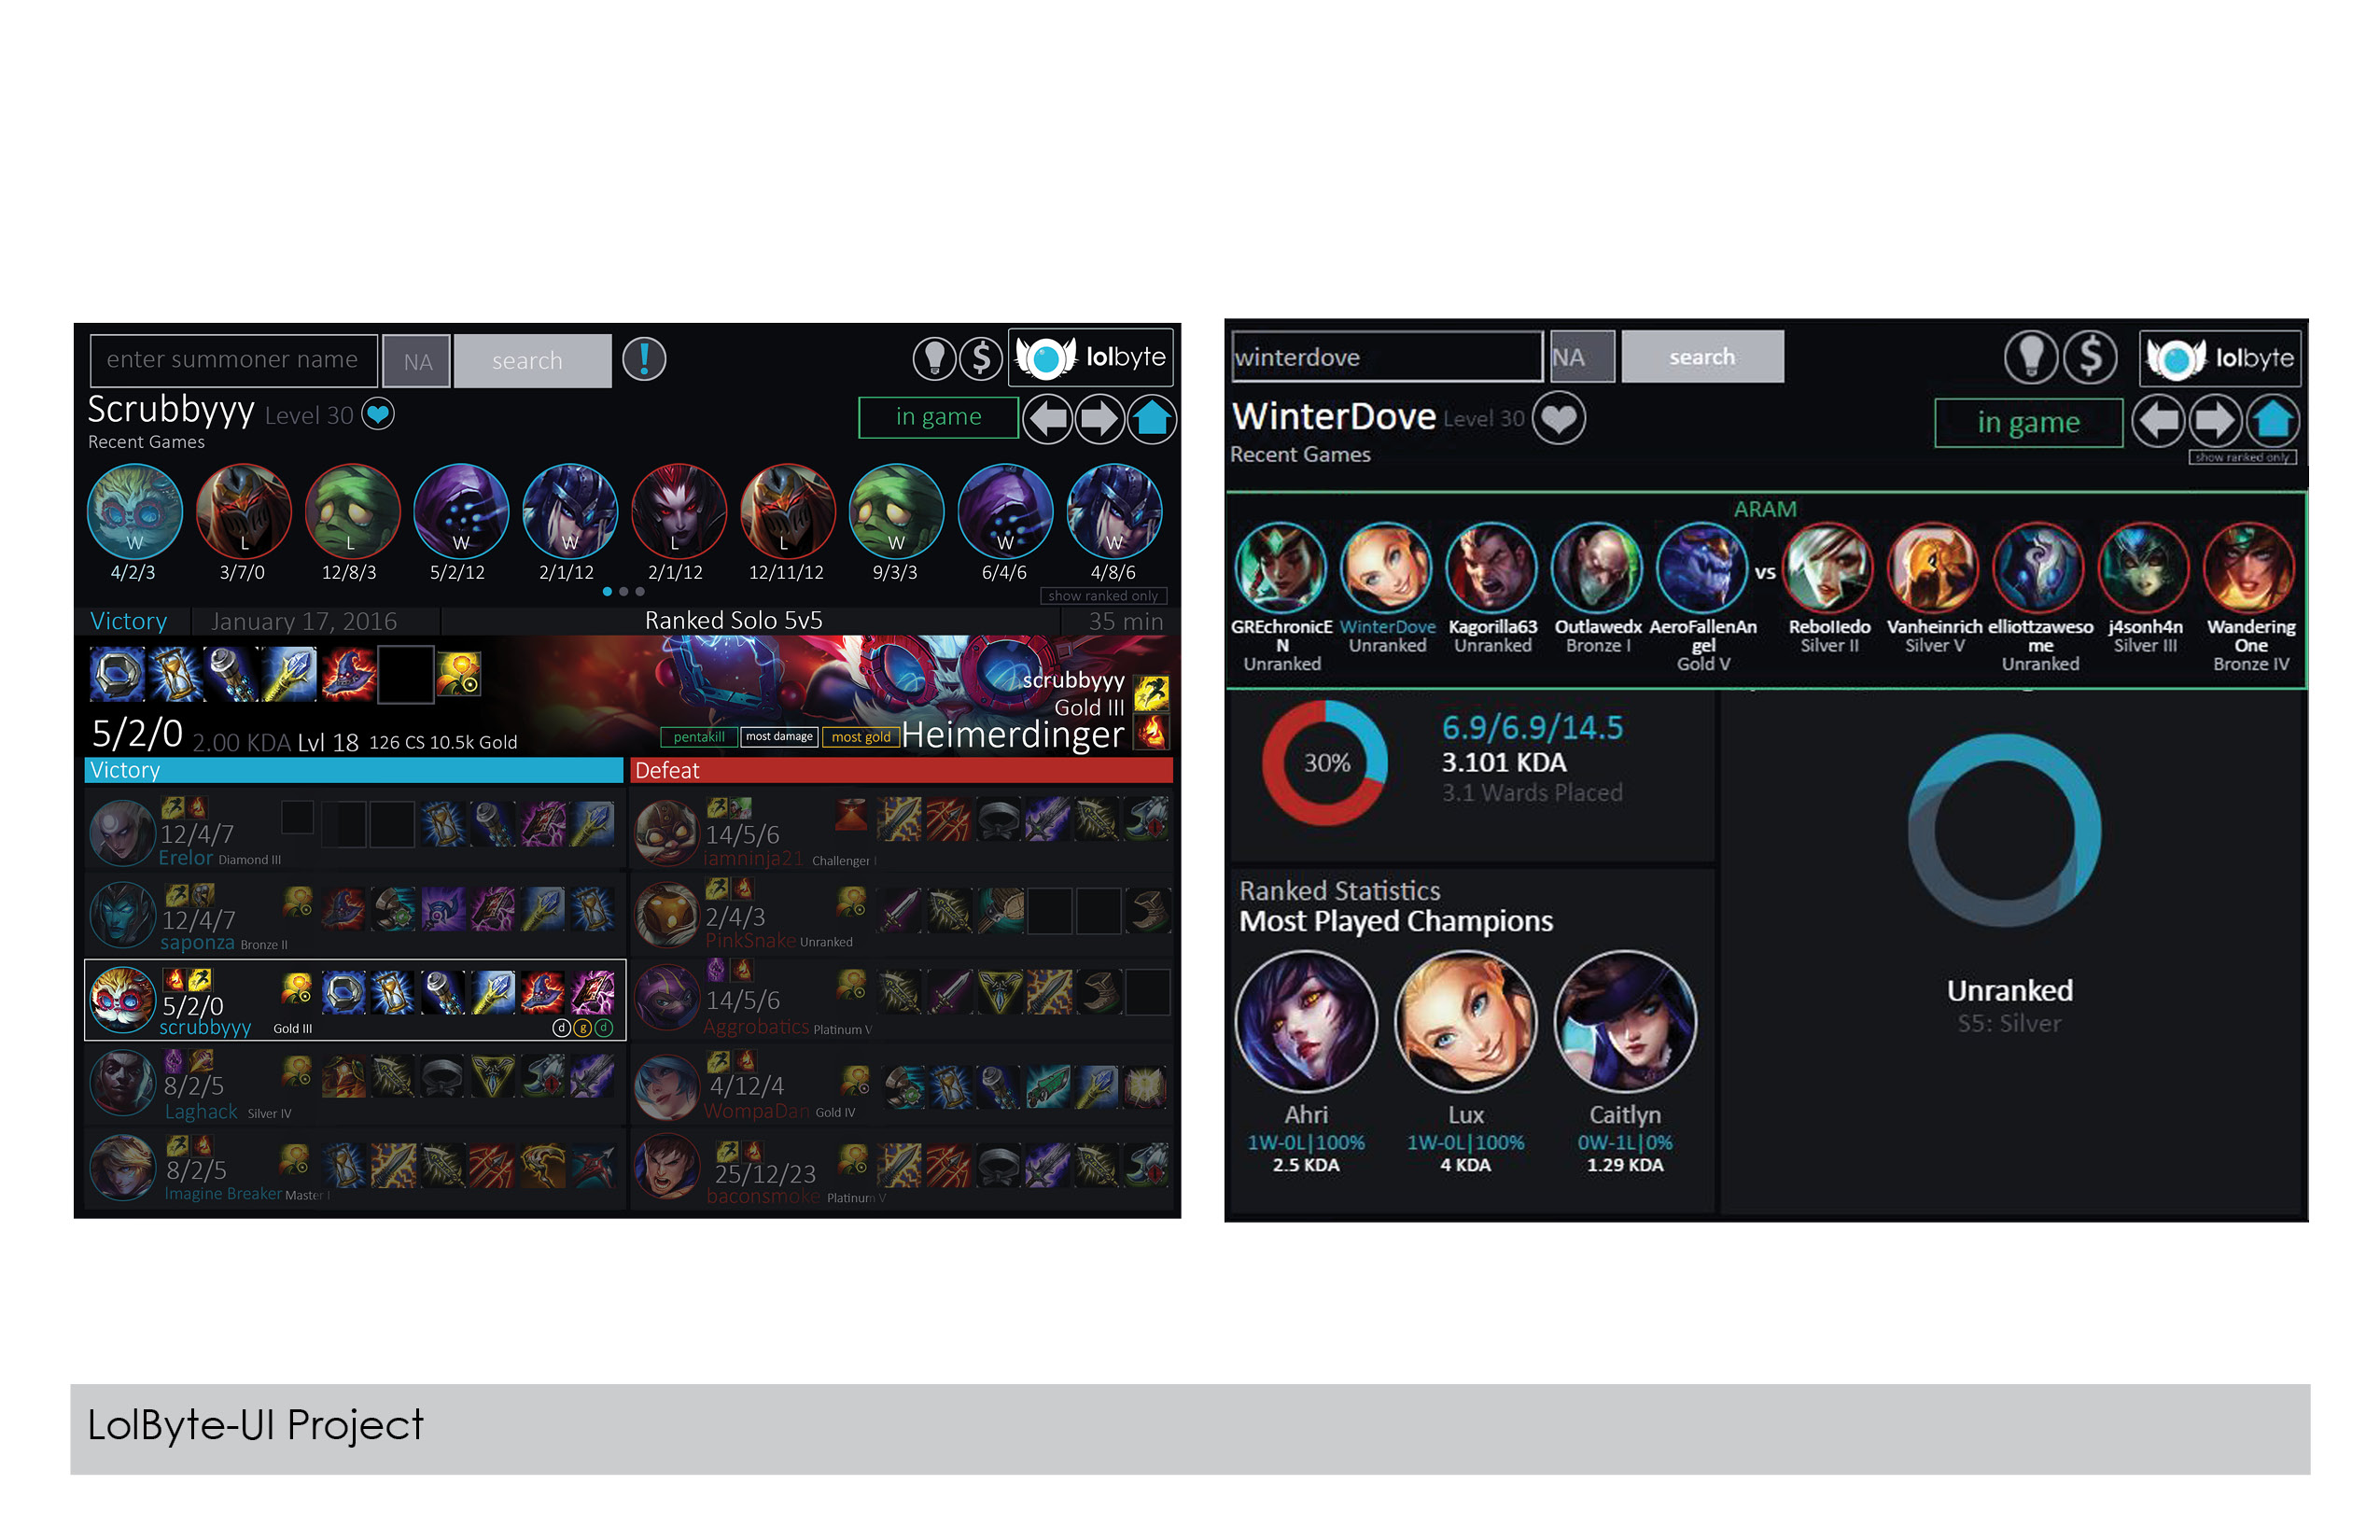 enter summoner name NA search ! $ lolbyte
Scrubbyyy Level 30 in game
Recent Games
W L L W W L L W W W
4/2/3 3/7/0 12/8/3 5/2/12 2/1/12 2/1/12 12/11/12 9/3/3 6/4/6 4/8/6
show ranked only
Victory January 17, 2016 Ranked Solo 5v5 35 min
scrubbyyy
Gold III
5/2/0 2.00 KDA Lvl 18 126 CS 10.5k Gold pentakill most damage most gold Heimerdinger
Victory Defeat
12/4/7
Erelor Diamond III
12/4/7
saponza Bronze II
5/2/0
scrubbyyy Gold III d g d
8/2/5
Laghack Silver IV
8/2/5
Imagine Breaker Master I
14/5/6
iamninja21 Challenger I
2/4/3
PinkSnake Unranked
14/5/6
Aggrobatics Platinum V
4/12/4
WompaDan Gold IV
25/12/23
baconsmoke Platinum V
winterdove NA search $ lolbyte
WinterDove Level 30 in game
Recent Games show ranked only
ARAM
vs
GREchronicE WinterDove Kagorilla63 Outlawedx AeroFallenAn Rebolledo Vanheinrich elliottzaweso j4sonh4n Wandering
N Unranked Unranked Bronze I gel Silver II Silver V me Silver III One
Unranked Gold V Unranked Bronze IV
30%
6.9/6.9/14.5
3.101 KDA
3.1 Wards Placed
Ranked Statistics
Most Played Champions
Ahri Lux Caitlyn
1W-0L|100% 1W-0L|100% 0W-1L|0%
2.5 KDA 4 KDA 1.29 KDA
Unranked
S5: Silver
LolByte-UI Project